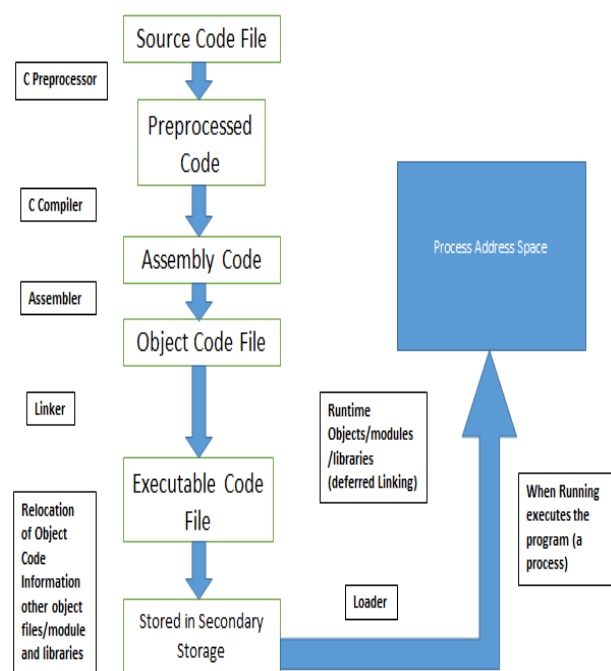 Source Code File
C Preprocessor
Preprocessed
Code
C Compiler
Assembly Code
Assembler
Object Code File
Linker
Executable Code
File
Relocation
of Object
Code
Information
other object
files/module
and libraries
Stored in Secondary
Storage
Loader
Runtime
Objects/modules
/libraries
(deferred Linking)
When Running
executes the
program (a
process)
Process Address Space